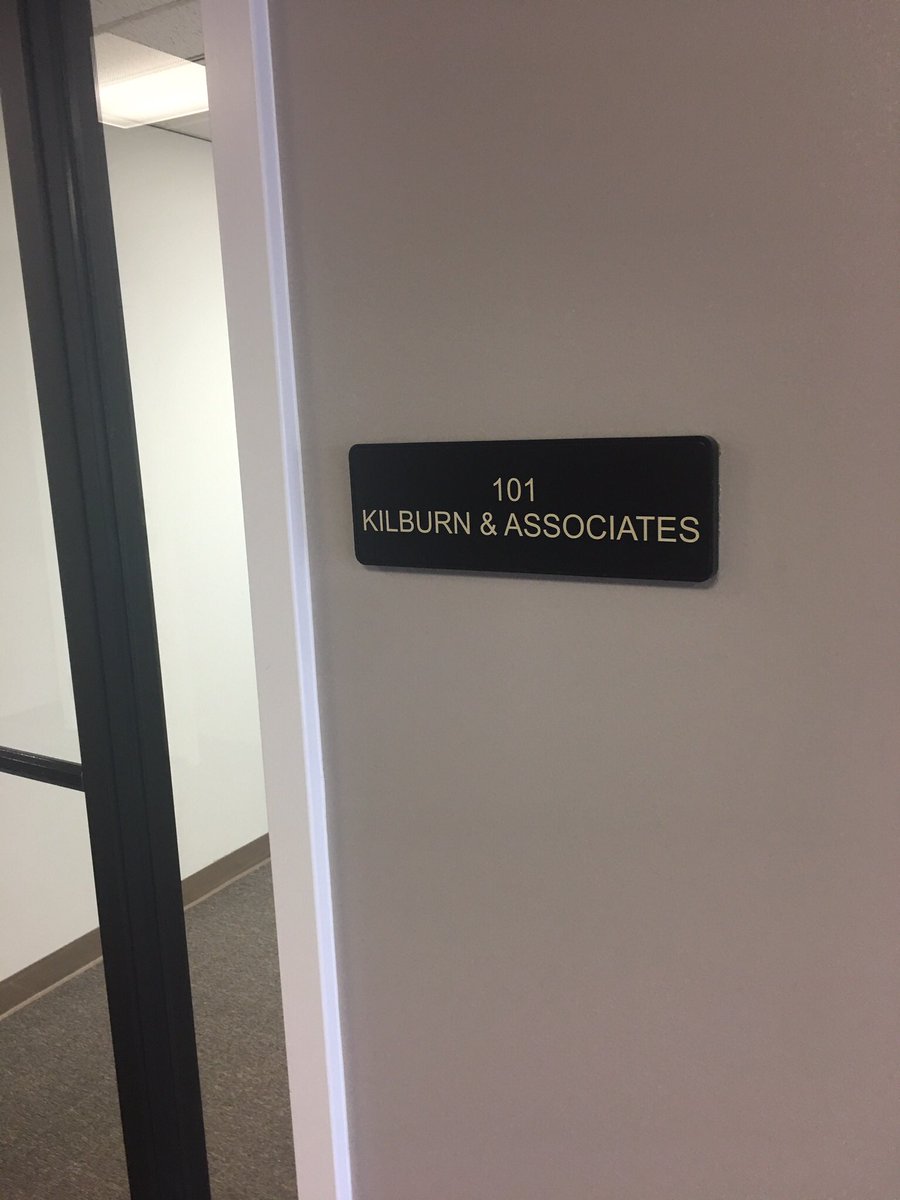 101
KILBURN & ASSOCIATES